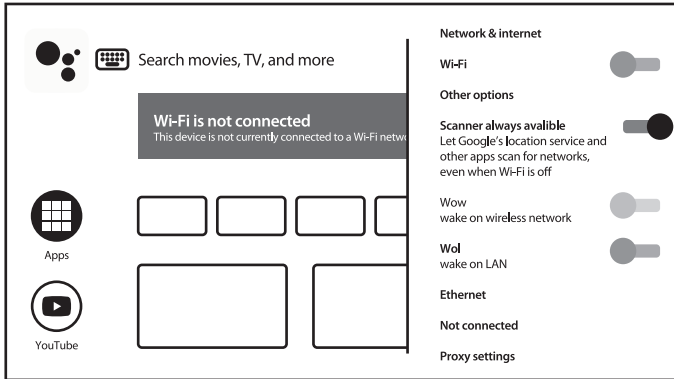 Search movies, TV, and more
Wi-Fi is not connected
This device is not currently connected to a Wi-Fi netwo
Apps
YouTube
Network & internet
Wi-Fi
Other options
Scanner always avalible
Let Google's location service and
other apps scan for networks,
even when Wi-Fi is off
Wow
wake on wireless network
Wol
wake on LAN
Ethernet
Not connected
Proxy settings